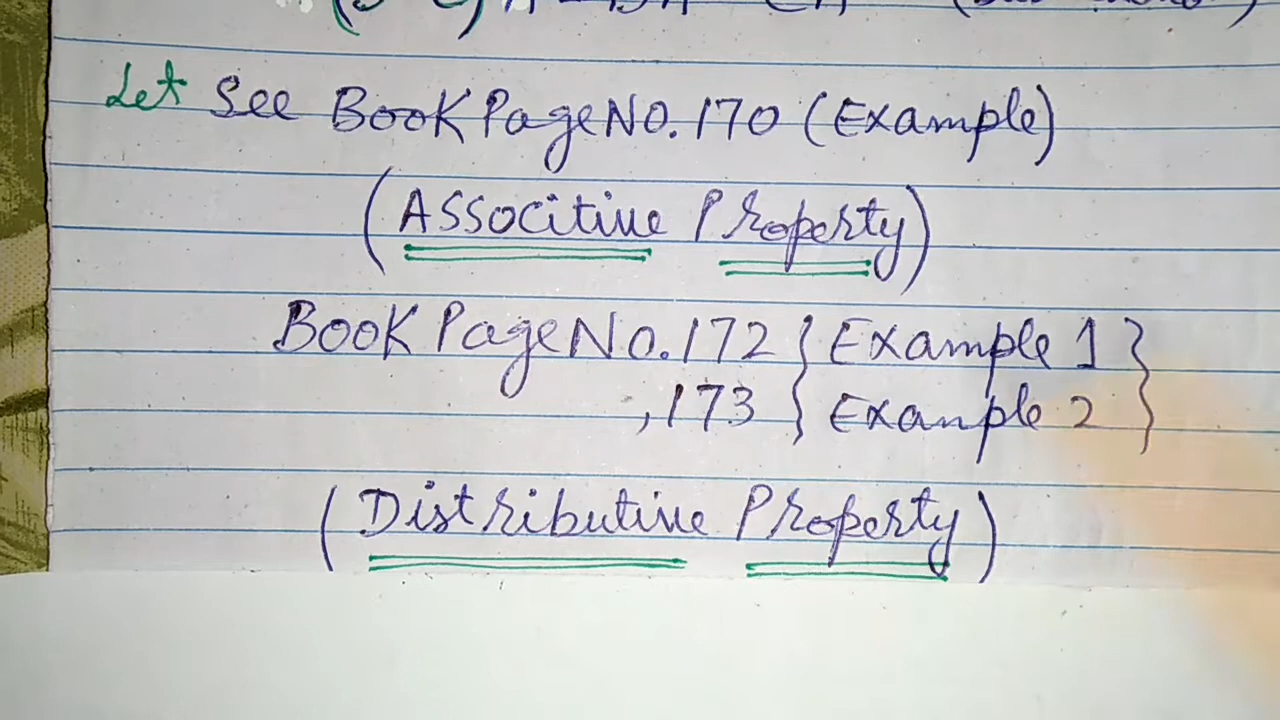 Let See Book Page No. 170 (Example)
(Associtive Property)
Book Page No. 172 { Example 1 }
, 173 { Example 2 }
(Distributive Property)